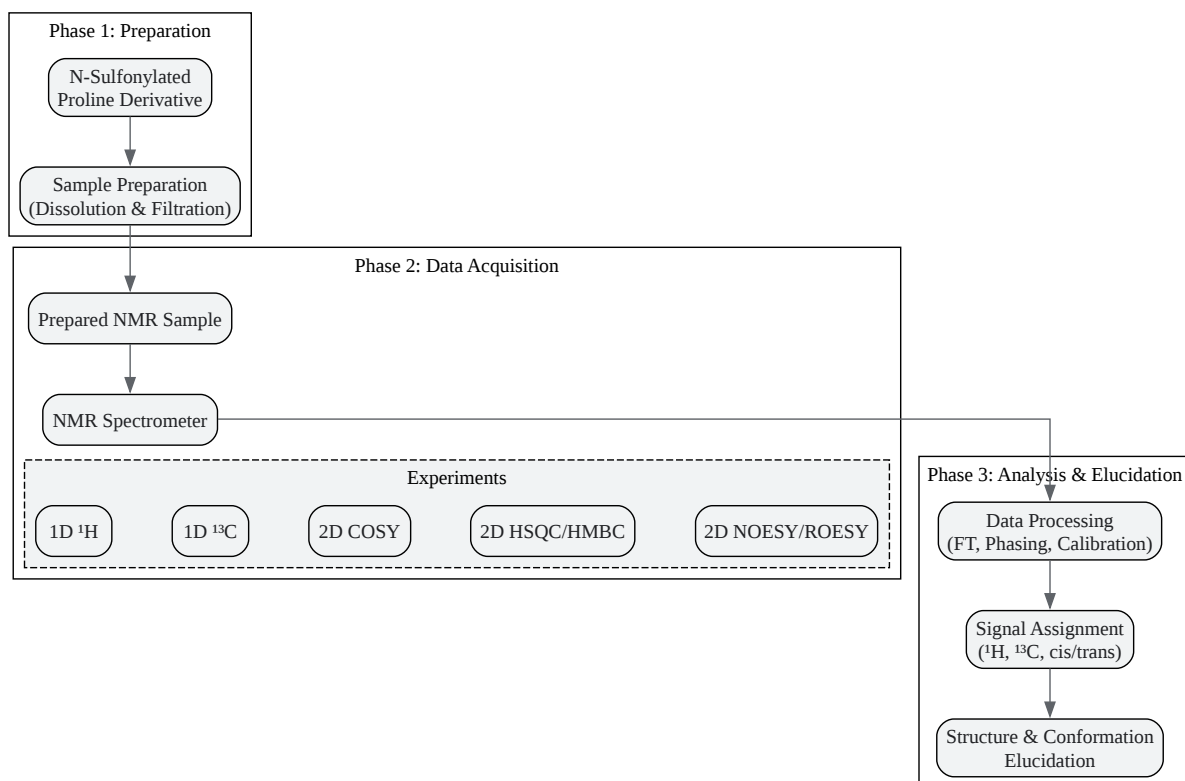 Phase 1: Preparation
N-Sulfonylated
Proline Derivative
Sample Preparation
(Dissolution & Filtration)
Phase 2: Data Acquisition
Prepared NMR Sample
NMR Spectrometer
Experiments
1D ¹H
1D ¹³C
2D COSY
2D HSQC/HMBC
2D NOESY/ROESY
Phase 3: Analysis & Elucidation
Data Processing
(FT, Phasing, Calibration)
Signal Assignment
(¹H, ¹³C, cis/trans)
Structure & Conformation
Elucidation